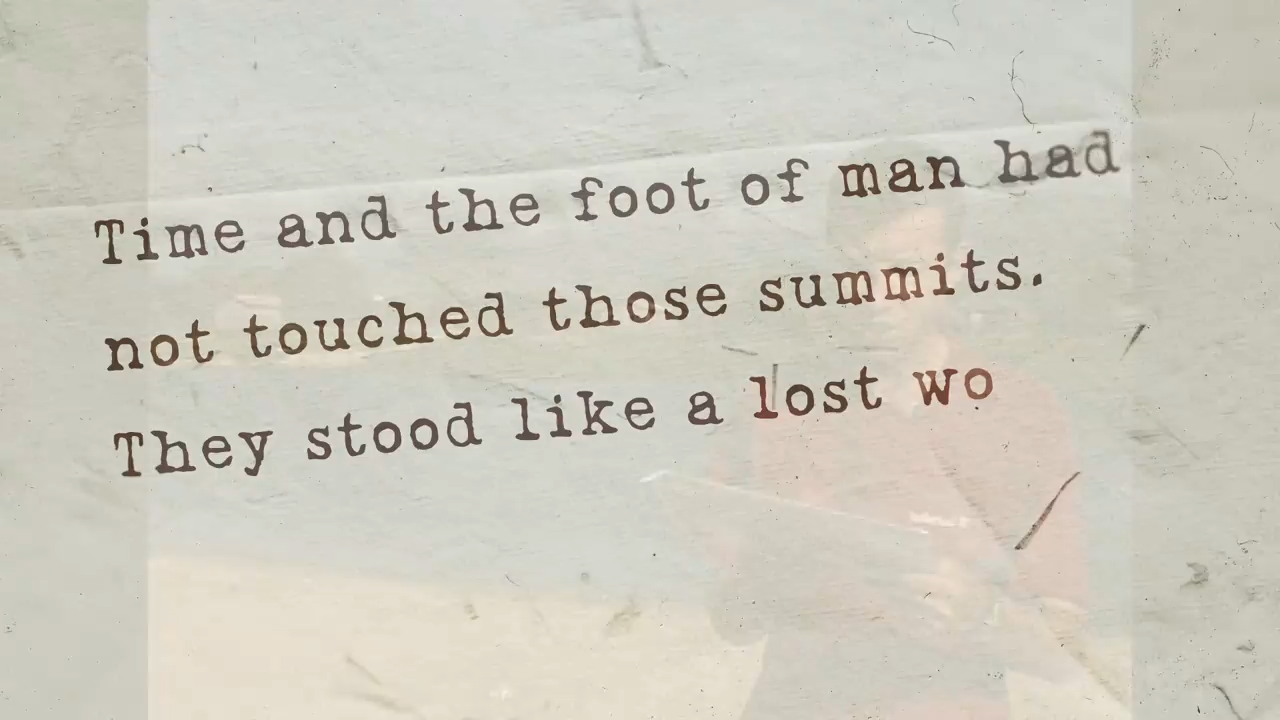 Time and the foot of man had
not touched those summits.
They stood like a lost wo